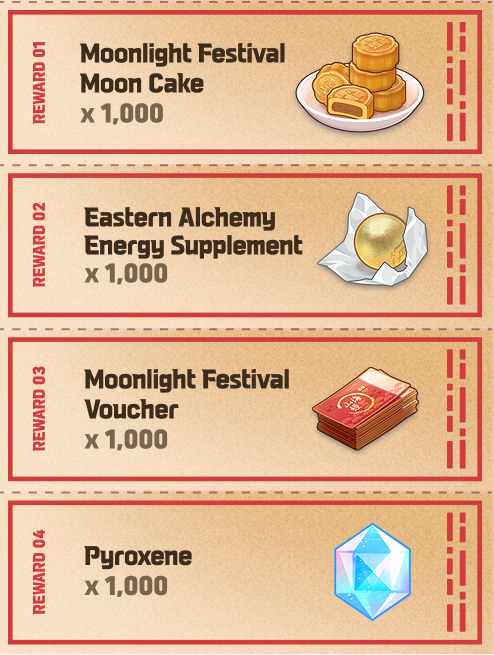 REWARD 01
Moonlight Festival
Moon Cake
x 1,000
REWARD 02
Eastern Alchemy
Energy Supplement
x 1,000
REWARD 03
Moonlight Festival
Voucher
x 1,000
REWARD 04
Pyroxene
x 1,000